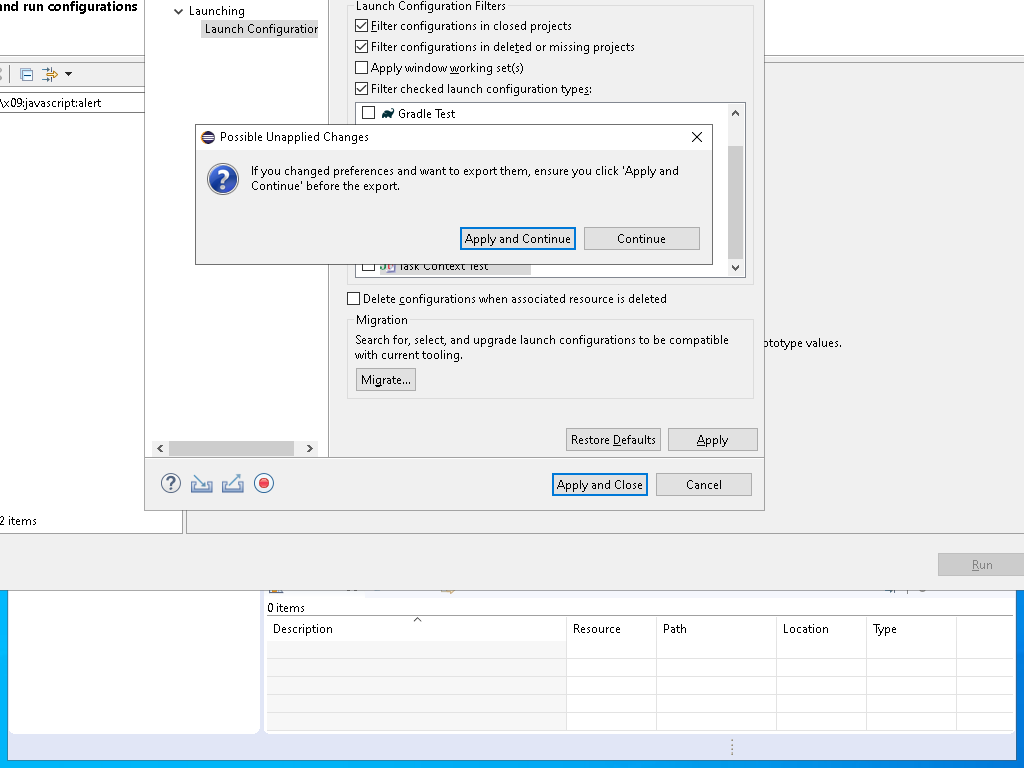 and run configurations
Launching
Launch Configuration
Launch Configuration Filters
Filter configurations in closed projects
Filter configurations in deleted or missing projects
Apply window working set(s)
Filter checked launch configuration types:
Gradle Test
\x09:javascript:alert
Possible Unapplied Changes
If you changed preferences and want to export them, ensure you click 'Apply and
Continue' before the export.
Apply and Continue
Continue
Task Context Test
Delete configurations when associated resource is deleted
Migration
Search for, select, and upgrade launch configurations to be compatible
with current tooling.
ototype values.
Migrate...
Restore Defaults
Apply
Apply and Close
Cancel
2 items
Run
0 items
Description
Resource
Path
Location
Type